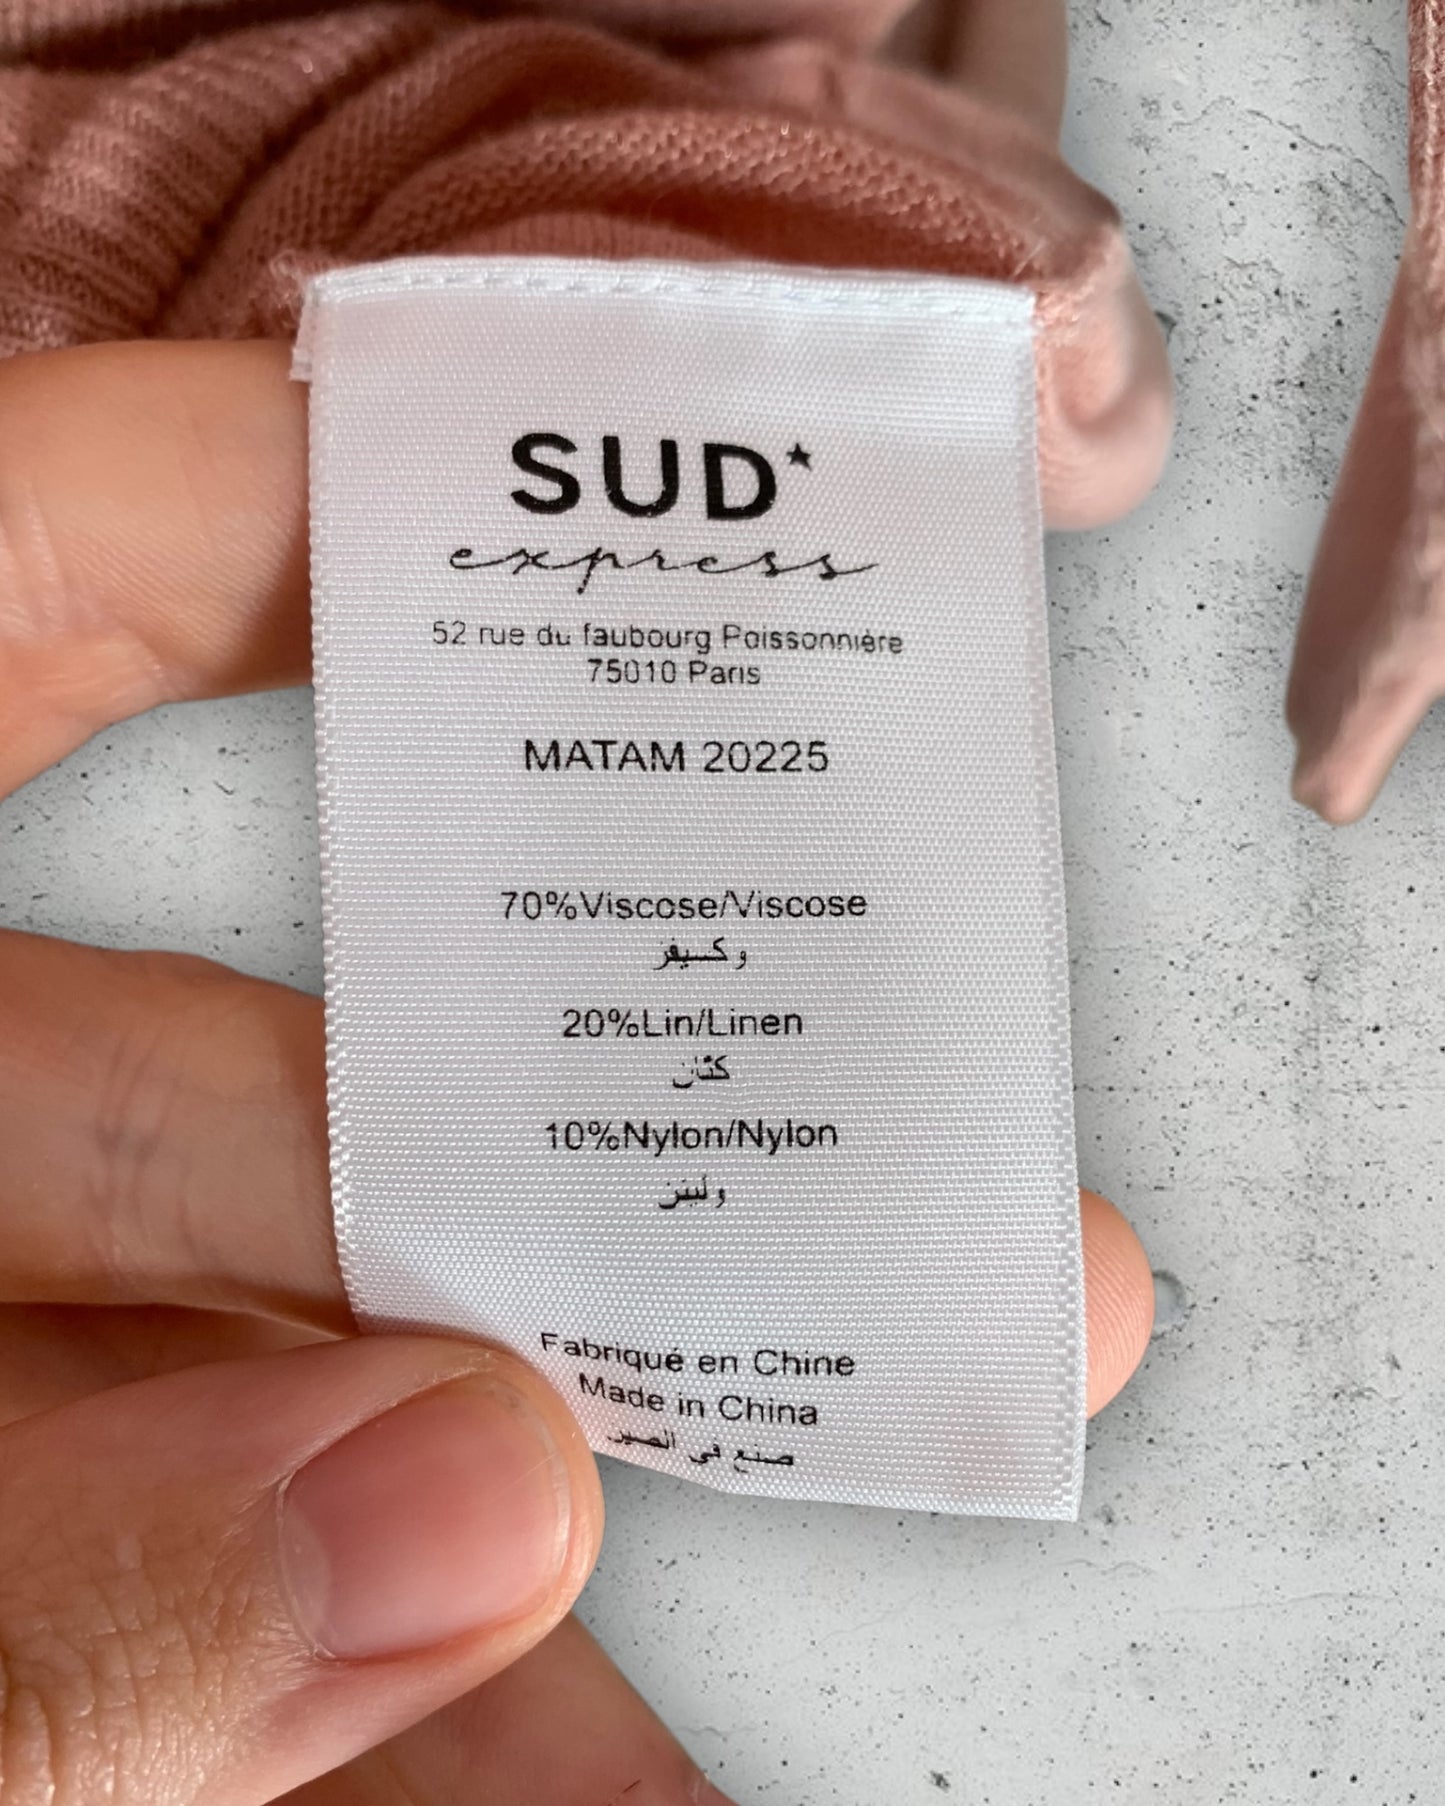 SUD*
express
52 rue du faubourg Poissonnière
75010 Paris
MATAM 20225
70%Viscose/Viscose
وكسيفز
20%Lin/Linen
كتان
10%Nylon/Nylon
Fabriqué en Chine
Made in China
صنع في الصين